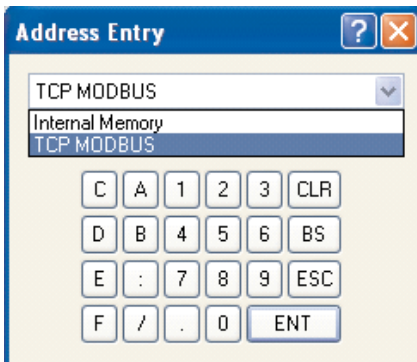 Address Entry ?
TCP MODBUS
Internal Memory
TCP MODBUS
C A 1 2 3 CLR
D B 4 5 6 BS
E : 7 8 9 ESC
F / . 0 ENT